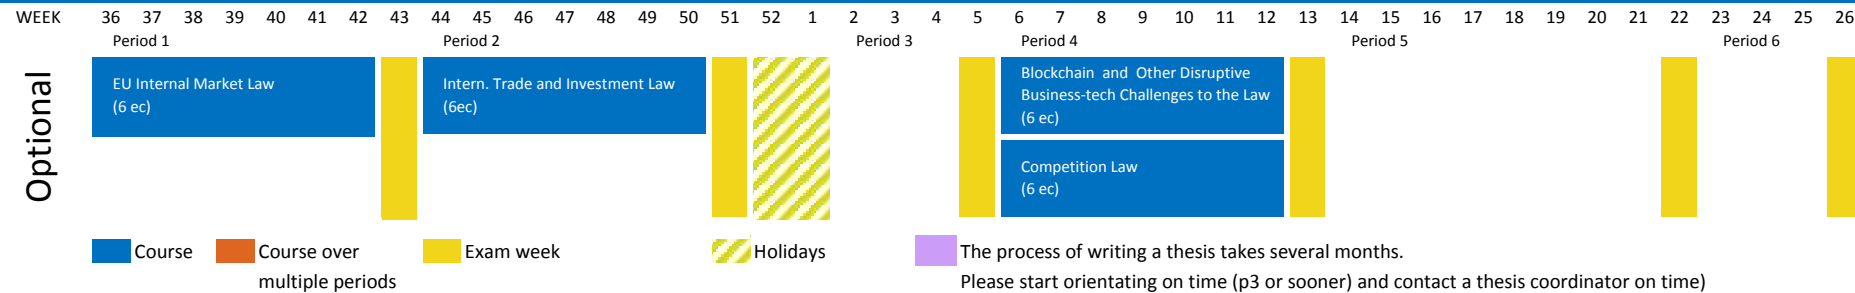 WEEK 36 37 38 39 40 41 42 43 44 45 46 47 48 49 50 51 52 1 2 3 4 5 6 7 8 9 10 11 12 13 14 15 16 17 18 19 20 21 22 23 24 25 26
Period 1 Period 2 Period 3 Period 4 Period 5 Period 6
Optional
EU Internal Market Law
(6 ec)
Intern. Trade and Investment Law
(6ec)
Blockchain and Other Disruptive
Business-tech Challenges to the Law
(6 ec)
Competition Law
(6 ec)
Course
Course over
multiple periods
Exam week
Holidays
The process of writing a thesis takes several months.
Please start orientating on time (p3 or sooner) and contact a thesis coordinator on time)